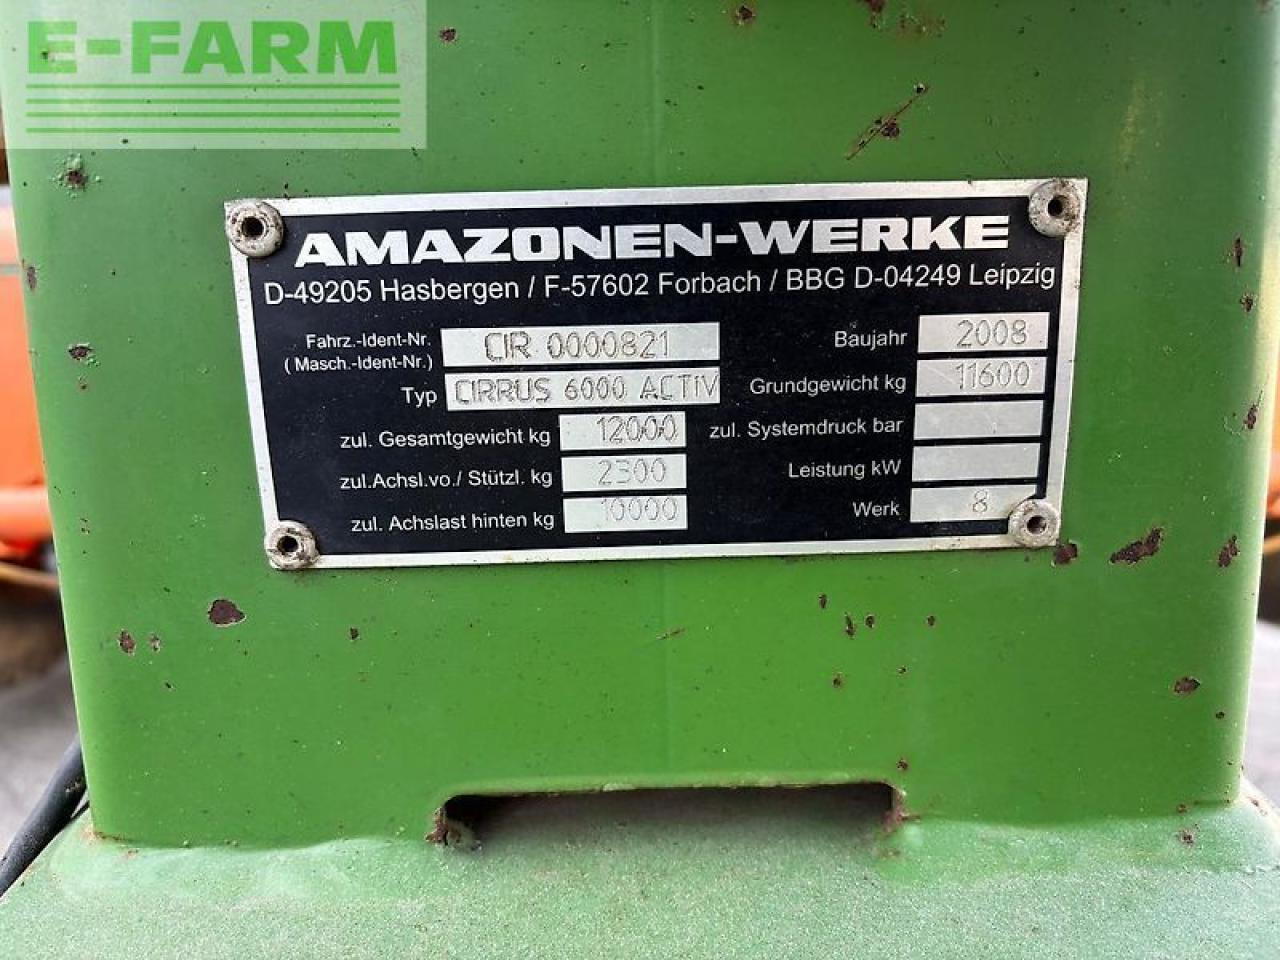 E-FARM
AMAZONEN-WERKE
D-49205 Hasbergen / F-57602 Forbach / BBG D-04249 Leipzig
Fahrz.-Ident-Nr.
(Masch.-Ident-Nr.) CIR 0000821
Typ CIRRUS 6000 ACTIV
zul. Gesamtgewicht kg 12000
zul.Achsl.vo./ Stützl. kg 2300
zul. Achslast hinten kg 10000
Baujahr 2008
Grundgewicht kg 11600
zul. Systemdruck bar
Leistung kW
Werk 8